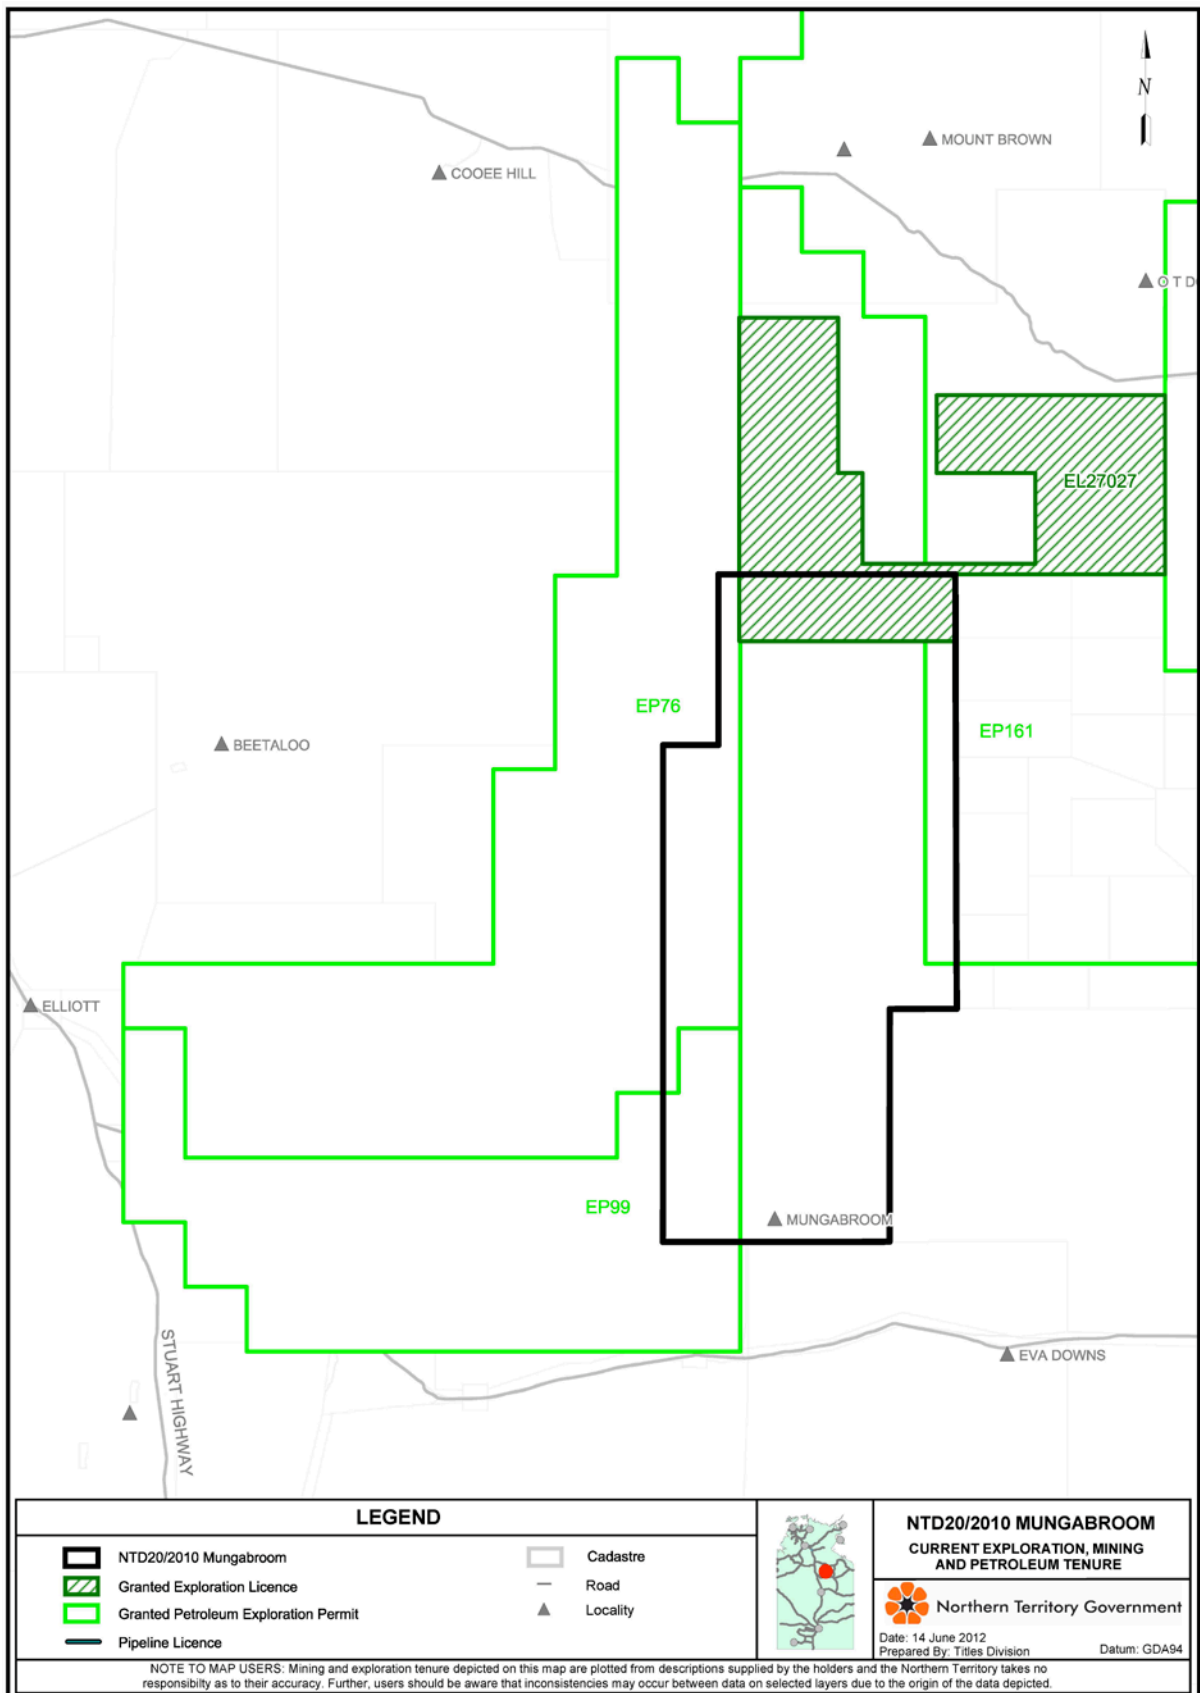 N
MOUNT BROWN
COOEE HILL
O T D
EL27027
EP76
EP161
BEETALOO
ELLIOTT
EP99
MUNGABROOM
STUART HIGHWAY
EVA DOWNS
LEGEND
NTD20/2010 Mungabroom
Granted Exploration Licence
Granted Petroleum Exploration Permit
Pipeline Licence
Cadastre
Road
Locality
NTD20/2010 MUNGABROOM
CURRENT EXPLORATION, MINING
AND PETROLEUM TENURE
Northern Territory Government
Date: 14 June 2012
Prepared By: Titles Division
Datum: GDA94
NOTE TO MAP USERS: Mining and exploration tenure depicted on this map are plotted from descriptions supplied by the holders and the Northern Territory takes no
responsibilty as to their accuracy. Further, users should be aware that inconsistencies may occur between data on selected layers due to the origin of the data depicted.